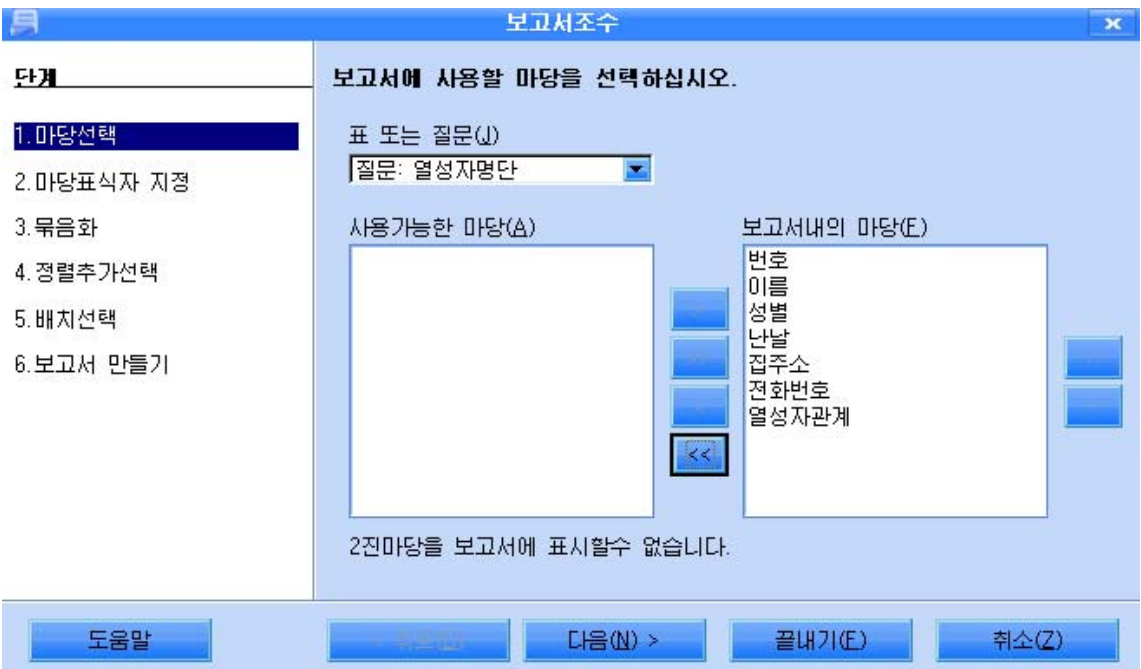 보고서조수
단계
1.마당선택
2.마당표식자 지정
3.묶음화
4.정렬추가선택
5.배치선택
6.보고서 만들기
보고서에 사용할 마당을 선택하십시오.
표 또는 질문(J)
질문: 열성자명단
사용가능한 마당(A)
<<
보고서내의 마당(F)
번호
이름
성별
난날
집주소
전화번호
열성자관계
2진마당을 보고서에 표시할수 없습니다.
도움말
다음(N) >
끝내기(E)
취소(Z)